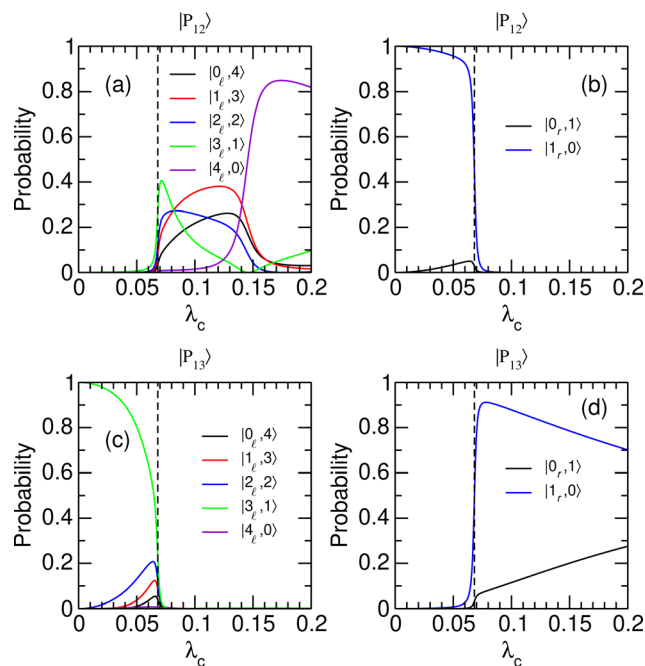 |P₁₂⟩
|P₁₂⟩
1
0.8
0.6
0.4
0.2
0
Probability
(a)
|0ℓ,4⟩
|1ℓ,3⟩
|2ℓ,2⟩
|3ℓ,1⟩
|4ℓ,0⟩
0 0.05 0.1 0.15 0.2
λc
1
0.8
0.6
0.4
0.2
0
Probability
(b)
|0r,1⟩
|1r,0⟩
0 0.05 0.1 0.15 0.2
λc
|P₁₃⟩
|P₁₃⟩
1
0.8
0.6
0.4
0.2
0
Probability
(c)
|0ℓ,4⟩
|1ℓ,3⟩
|2ℓ,2⟩
|3ℓ,1⟩
|4ℓ,0⟩
0 0.05 0.1 0.15 0.2
λc
1
0.8
0.6
0.4
0.2
0
Probability
(d)
|0r,1⟩
|1r,0⟩
0 0.05 0.1 0.15 0.2
λc